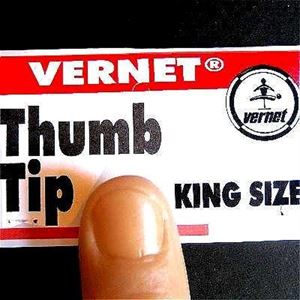 VERNET®
vernet
Thumb
Tip
KING SIZE